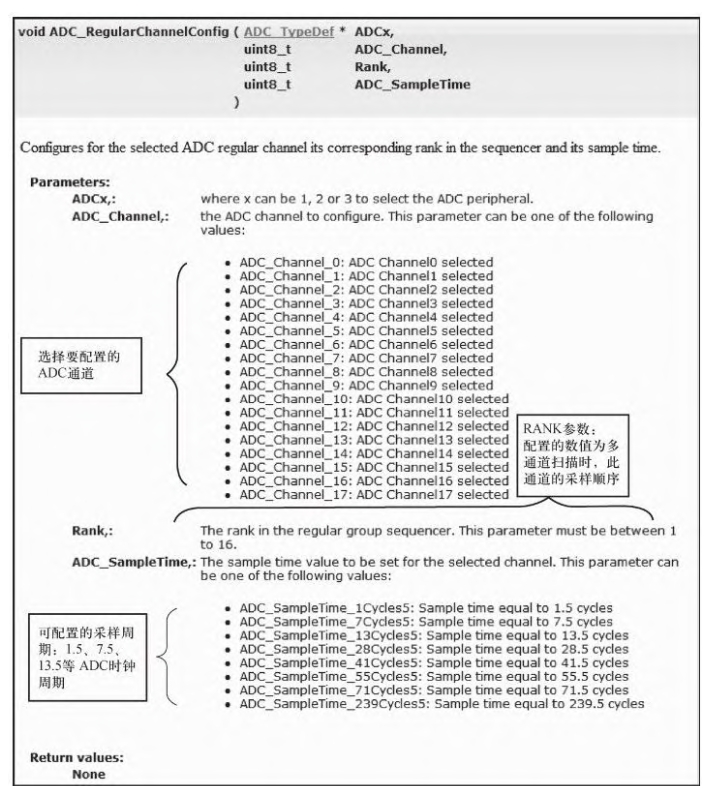 void ADC_RegularChannelConfig ( ADC_TypeDef * ADCx,
uint8_t ADC_Channel,
uint8_t Rank,
uint8_t ADC_SampleTime
)
Configures for the selected ADC regular channel its corresponding rank in the sequencer and its sample time.
Parameters:
ADCx,: where x can be 1, 2 or 3 to select the ADC peripheral.
ADC_Channel,: the ADC channel to configure. This parameter can be one of the following
values:
• ADC_Channel_0: ADC Channel0 selected
• ADC_Channel_1: ADC Channel1 selected
• ADC_Channel_2: ADC Channel2 selected
• ADC_Channel_3: ADC Channel3 selected
• ADC_Channel_4: ADC Channel4 selected
• ADC_Channel_5: ADC Channel5 selected
• ADC_Channel_6: ADC Channel6 selected
• ADC_Channel_7: ADC Channel7 selected
• ADC_Channel_8: ADC Channel8 selected
• ADC_Channel_9: ADC Channel9 selected
• ADC_Channel_10: ADC Channel10 selected
• ADC_Channel_11: ADC Channel11 selected
• ADC_Channel_12: ADC Channel12 selected
• ADC_Channel_13: ADC Channel13 selected
• ADC_Channel_14: ADC Channel14 selected
• ADC_Channel_15: ADC Channel15 selected
• ADC_Channel_16: ADC Channel16 selected
• ADC_Channel_17: ADC Channel17 selected
选择要配置的
ADC通道
RANK参数：
配置的数值为多
通道扫描时，此
通道的采样顺序
Rank,: The rank in the regular group sequencer. This parameter must be between 1
to 16.
ADC_SampleTime,: The sample time value to be set for the selected channel. This parameter can
be one of the following values:
• ADC_SampleTime_1Cycles5: Sample time equal to 1.5 cycles
• ADC_SampleTime_7Cycles5: Sample time equal to 7.5 cycles
• ADC_SampleTime_13Cycles5: Sample time equal to 13.5 cycles
• ADC_SampleTime_28Cycles5: Sample time equal to 28.5 cycles
• ADC_SampleTime_41Cycles5: Sample time equal to 41.5 cycles
• ADC_SampleTime_55Cycles5: Sample time equal to 55.5 cycles
• ADC_SampleTime_71Cycles5: Sample time equal to 71.5 cycles
• ADC_SampleTime_239Cycles5: Sample time equal to 239.5 cycles
可配置的采样周
期：1.5、7.5、
13.5等 ADC时钟
周期
Return values:
None